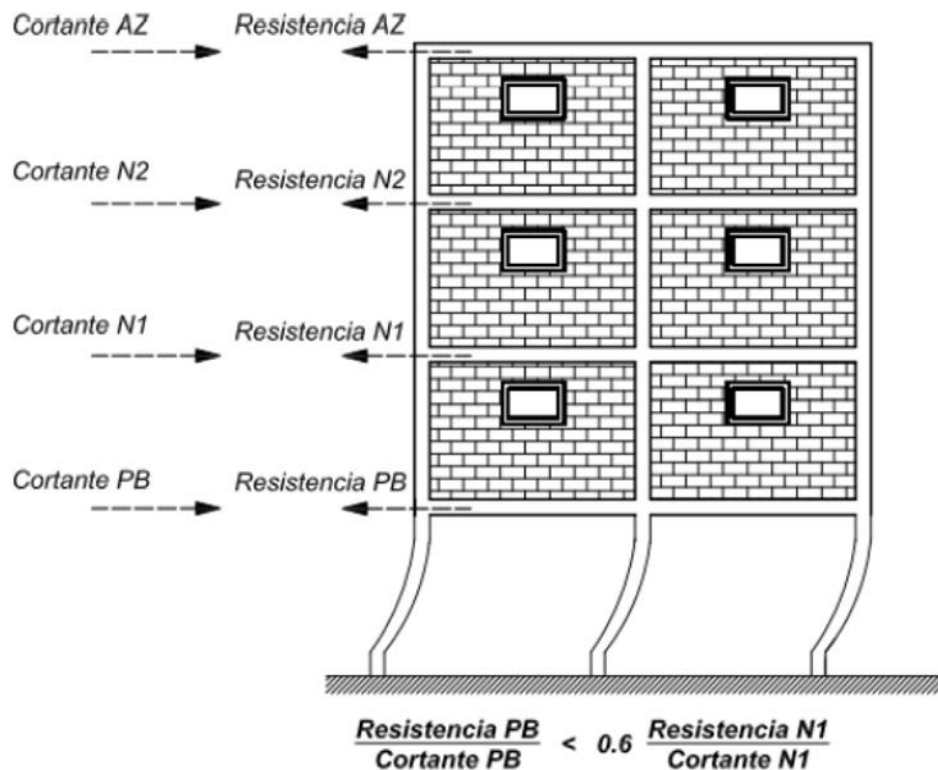 Cortante AZ Resistencia AZ
Cortante N2 Resistencia N2
Cortante N1 Resistencia N1
Cortante PB Resistencia PB
Resistencia PB / Cortante PB < 0.6 Resistencia N1 / Cortante N1